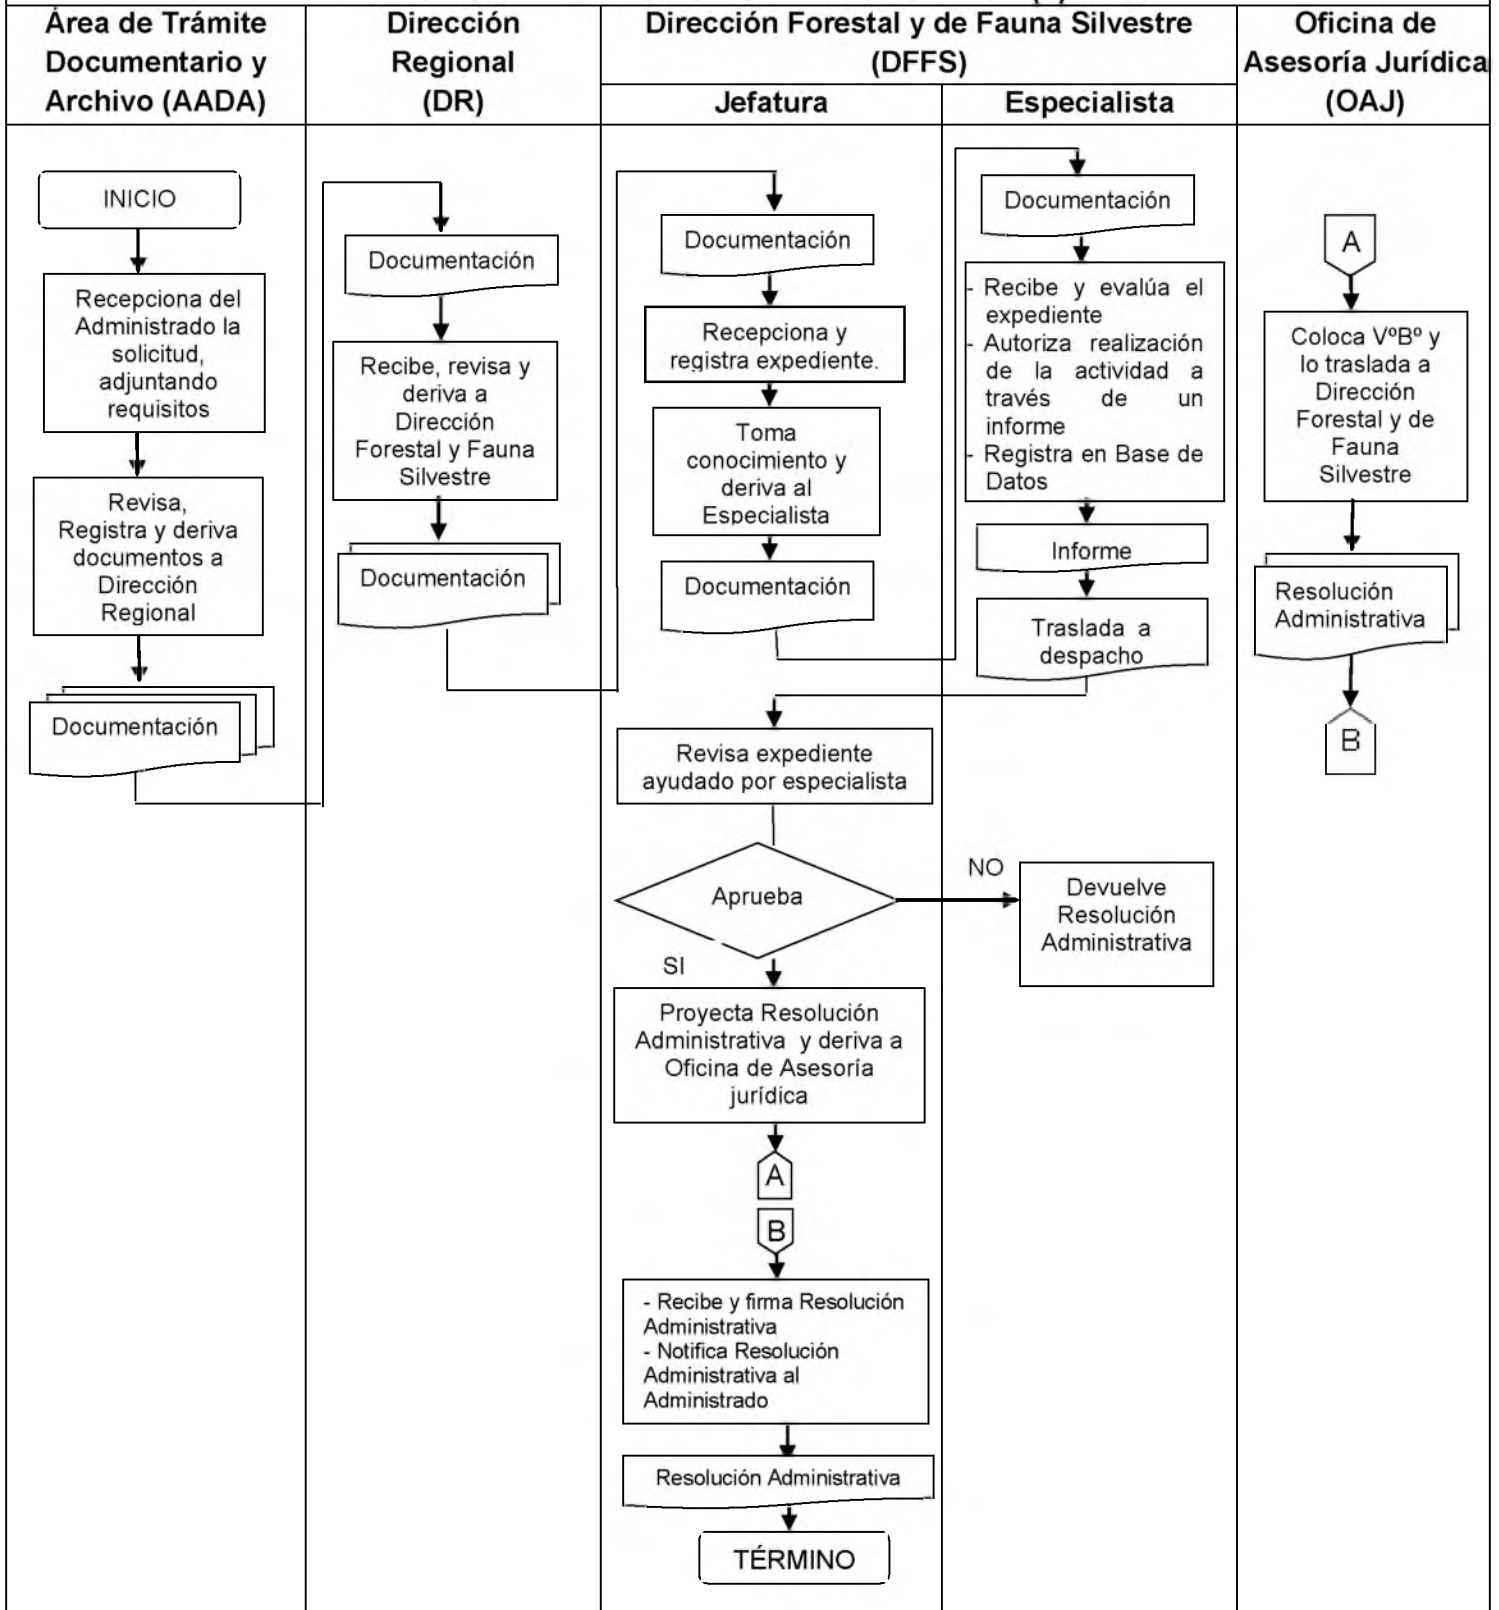 Área de Trámite
Documentario y
Archivo (AADA)
Dirección
Regional
(DR)
Dirección Forestal y de Fauna Silvestre
(DFFS)
Jefatura
Especialista
Oficina de
Asesoría Jurídica
(OAJ)
INICIO
Recepciona del
Administrado la
solicitud,
adjuntando
requisitos
Revisa,
Registra y deriva
documentos a
Dirección
Regional
Documentación
Documentación
Recibe, revisa y
deriva a
Dirección
Forestal y Fauna
Silvestre
Documentación
Documentación
Recepciona y
registra expediente.
Toma
conocimiento y
deriva al
Especialista
Documentación
Documentación
- Recibe y evalúa el
expediente
- Autoriza realización
de la actividad a
través de un
informe
- Registra en Base de
Datos
Informe
Traslada a
despacho
Revisa expediente
ayudado por especialista
Aprueba
NO
Devuelve
Resolución
Administrativa
SI
Proyecta Resolución
Administrativa y deriva a
Oficina de Asesoría
jurídica
A
B
- Recibe y firma Resolución
Administrativa
- Notifica Resolución
Administrativa al
Administrado
Resolución Administrativa
TÉRMINO
A
Coloca VºBº y
lo traslada a
Dirección
Forestal y de
Fauna
Silvestre
Resolución
Administrativa
B